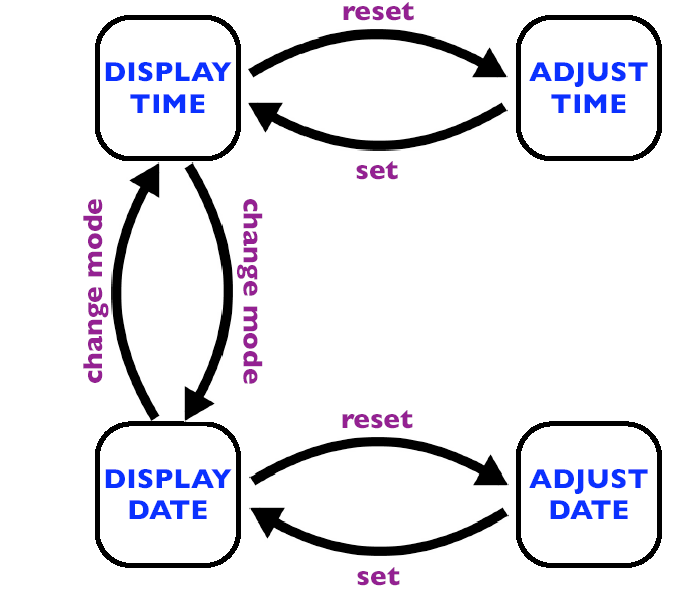 reset
DISPLAY
TIME
ADJUST
TIME
set
change mode
change mode
reset
DISPLAY
DATE
ADJUST
DATE
set